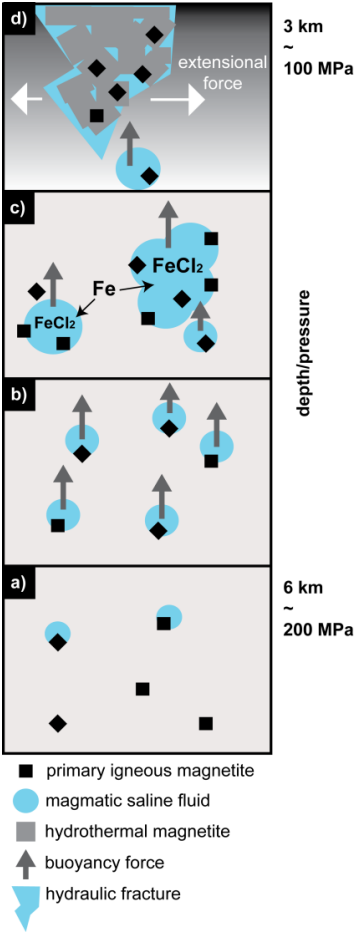 d)
3 km
~
100 MPa
extensional
force
c)
FeCl₂
Fe
FeCl₂
depth/pressure
b)
a)
6 km
~
200 MPa
primary igneous magnetite
magmatic saline fluid
hydrothermal magnetite
buoyancy force
hydraulic fracture